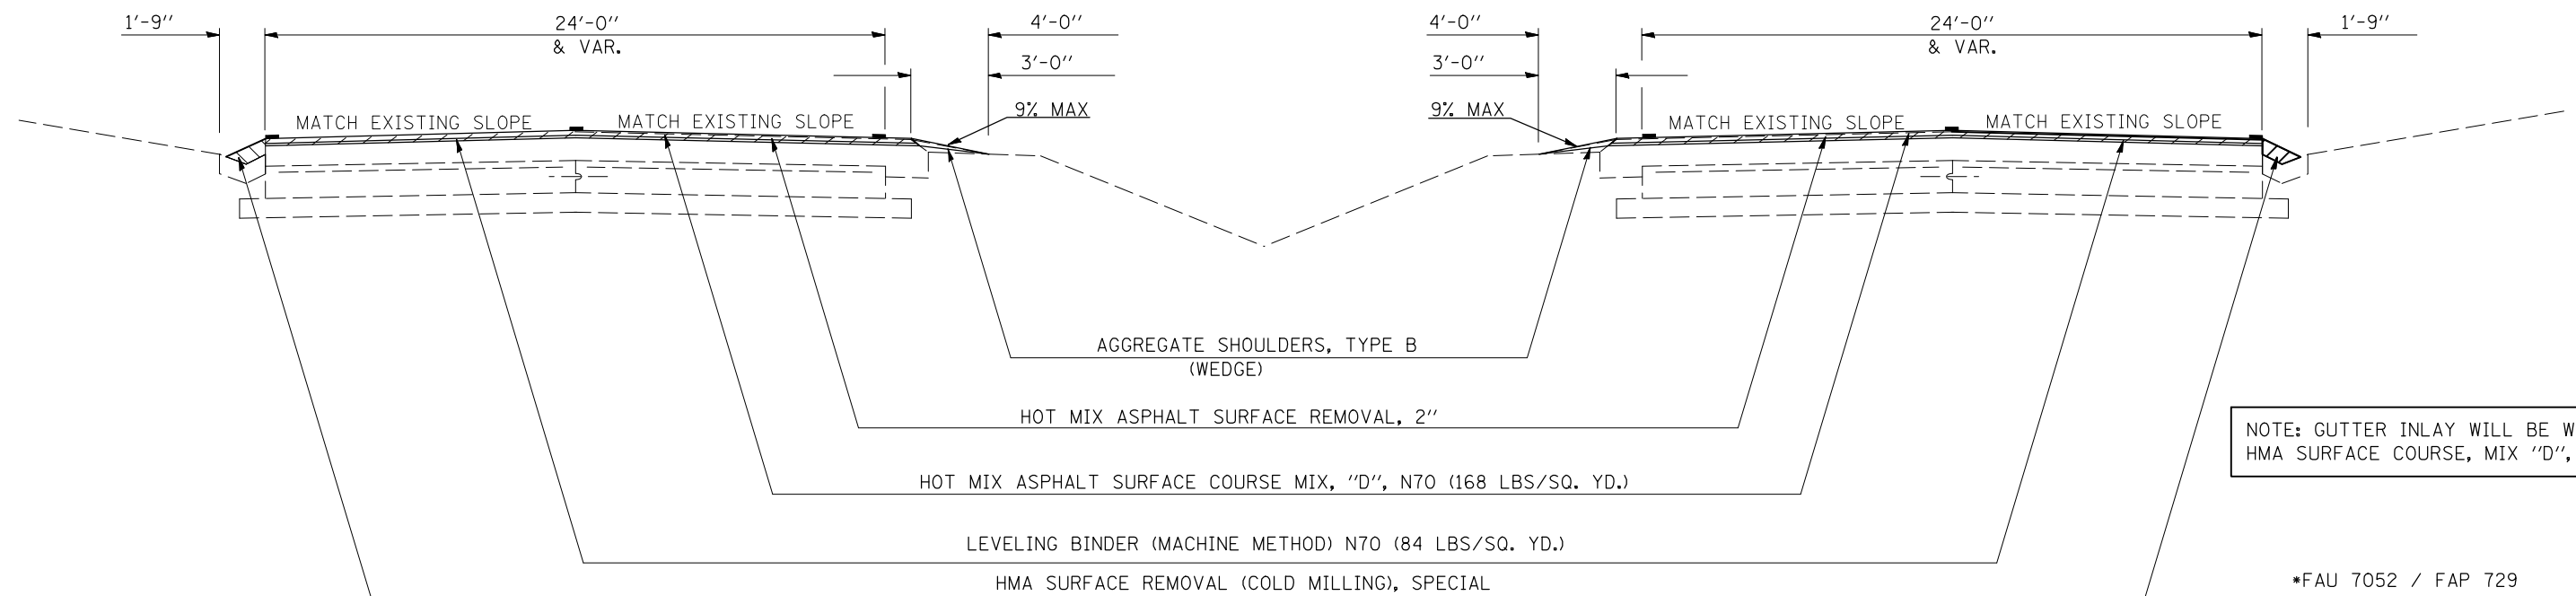 1'-9" 24'-0" 4'-0" 4'-0" 24'-0" 1'-9"
& VAR. & VAR.
3'-0" 3'-0"
9% MAX 9% MAX
MATCH EXISTING SLOPE MATCH EXISTING SLOPE MATCH EXISTING SLOPE MATCH EXISTING SLOPE
AGGREGATE SHOULDERS, TYPE B
(WEDGE)
HOT MIX ASPHALT SURFACE REMOVAL, 2"
NOTE: GUTTER INLAY WILL BE W
HMA SURFACE COURSE, MIX "D",
HOT MIX ASPHALT SURFACE COURSE MIX, "D", N70 (168 LBS/SQ. YD.)
LEVELING BINDER (MACHINE METHOD) N70 (84 LBS/SQ. YD.)
HMA SURFACE REMOVAL (COLD MILLING), SPECIAL
*FAU 7052 / FAP 729